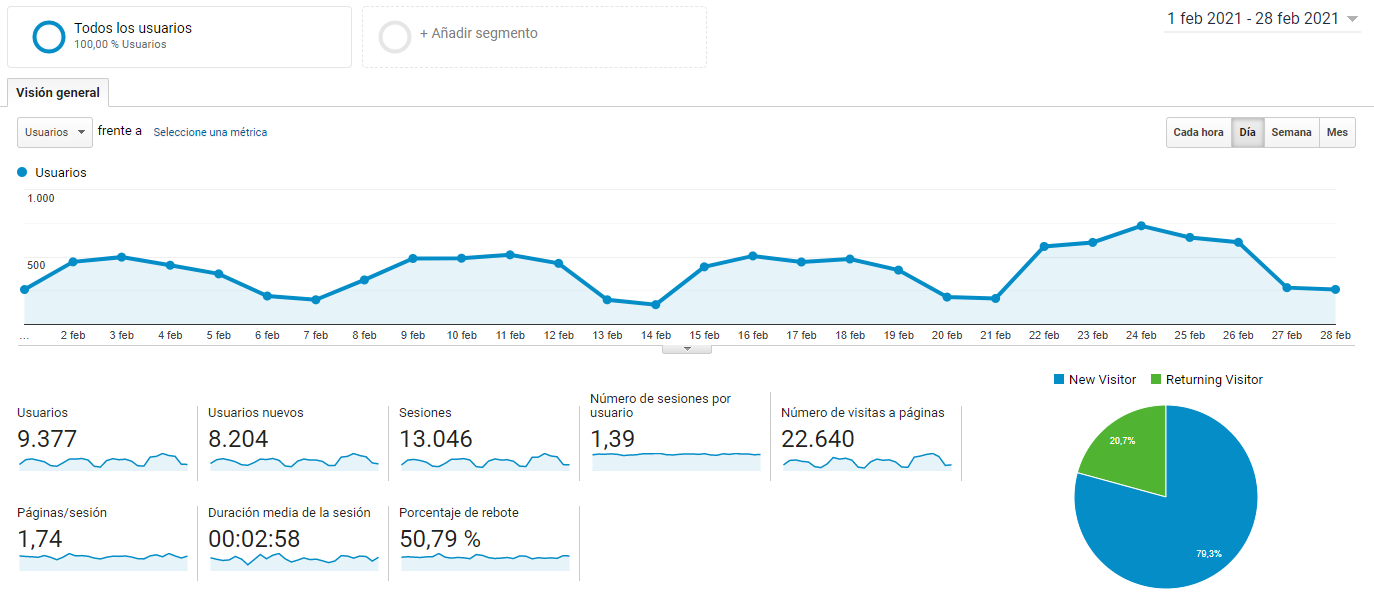 Todos los usuarios
100,00 % Usuarios
+ Añadir segmento
1 feb 2021 - 28 feb 2021
Visión general
Usuarios frente a Seleccione una métrica
Cada hora Día Semana Mes
Usuarios
1.000
500
... 2 feb 3 feb 4 feb 5 feb 6 feb 7 feb 8 feb 9 feb 10 feb 11 feb 12 feb 13 feb 14 feb 15 feb 16 feb 17 feb 18 feb 19 feb 20 feb 21 feb 22 feb 23 feb 24 feb 25 feb 26 feb 27 feb 28 feb
New Visitor Returning Visitor
Usuarios
9.377
Usuarios nuevos
8.204
Sesiones
13.046
Número de sesiones por
usuario
1,39
Número de visitas a páginas
22.640
Páginas/sesión
1,74
Duración media de la sesión
00:02:58
Porcentaje de rebote
50,79 %
20,7%
79,3%